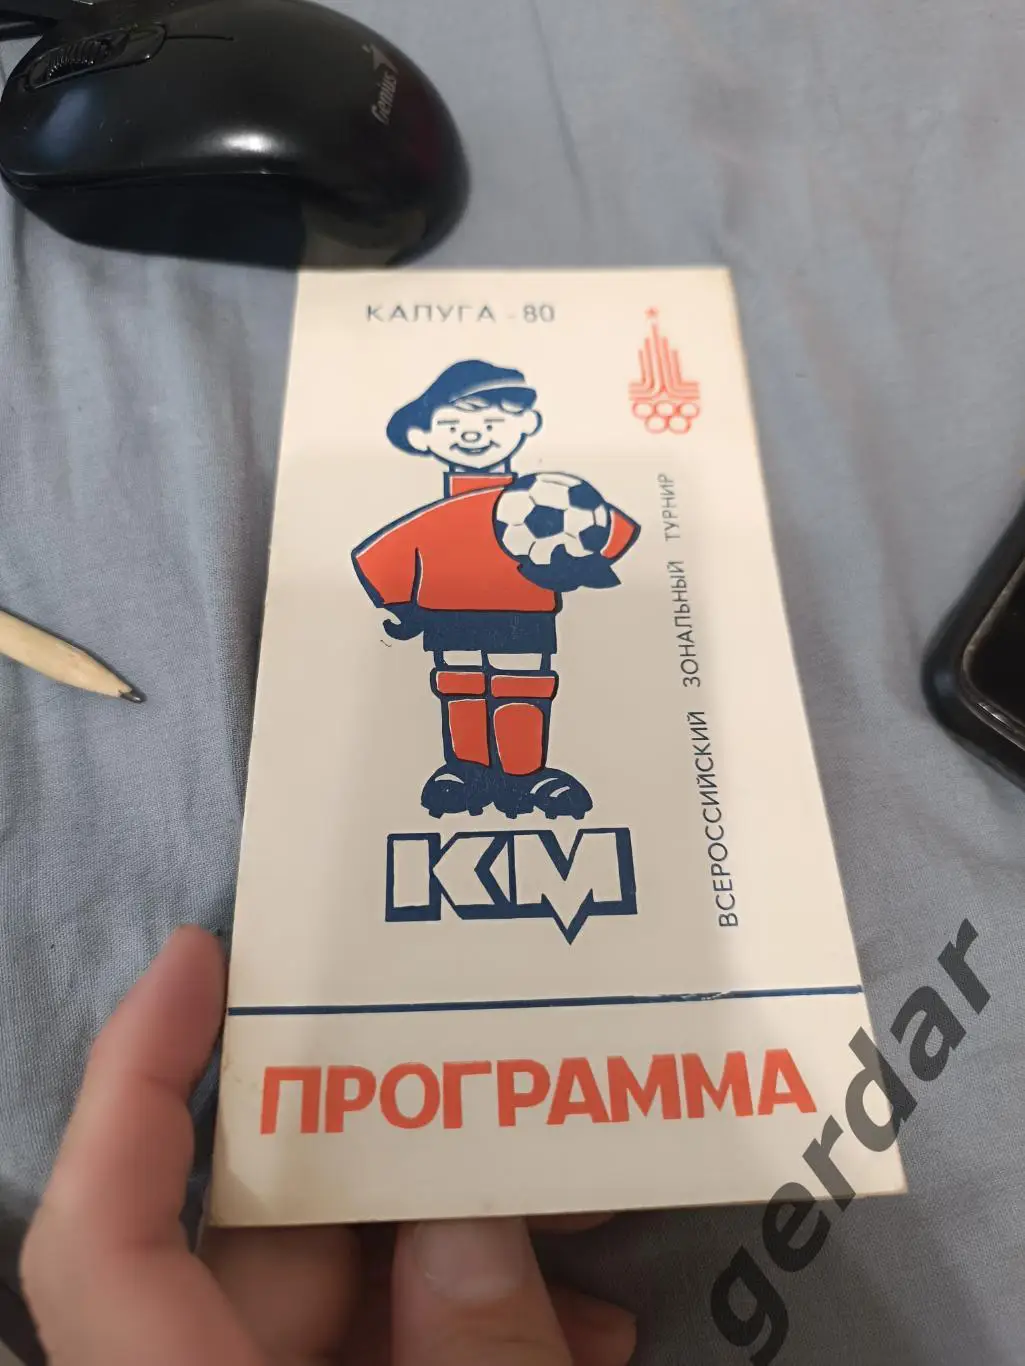 Genius
КАЛУГА - 80
ВСЕРОССИЙСКИЙ ЗОНАЛЬНЫЙ ТУРНИР
КМ
ПРОГРАММА
gerdar